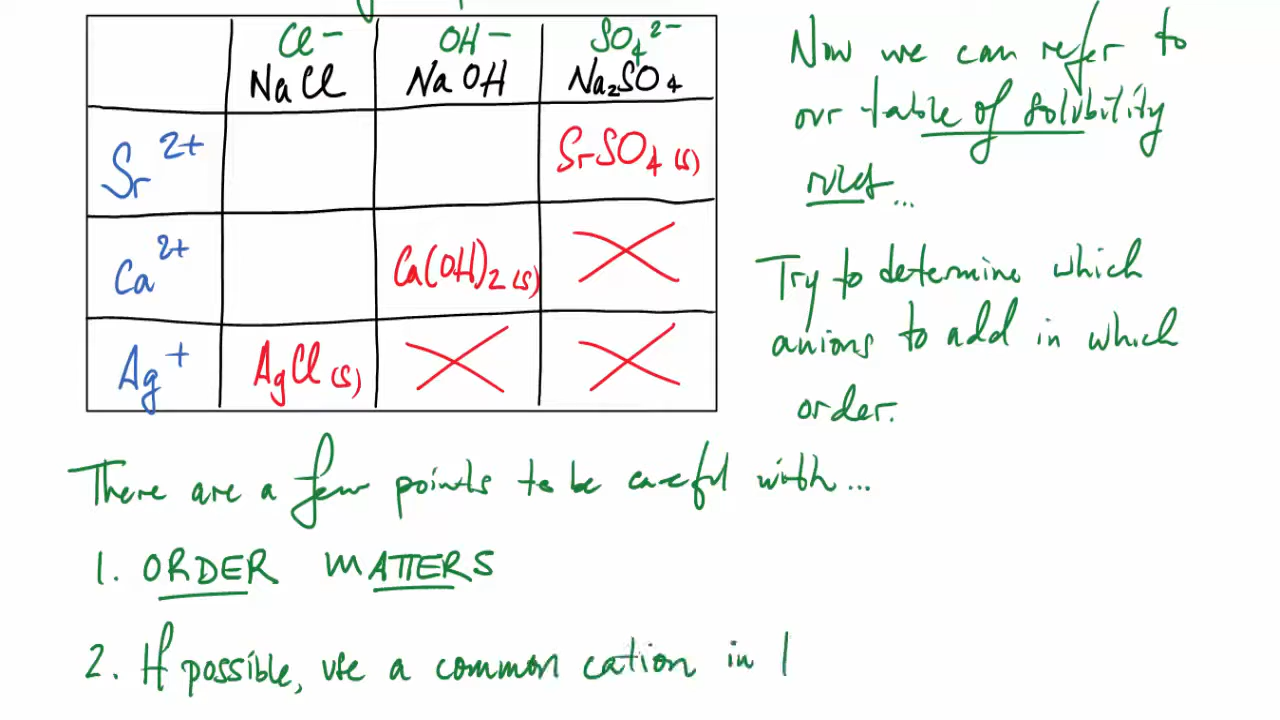 Cl⁻ OH⁻ SO₄²⁻
NaCl NaOH Na₂SO₄
Sr²⁺ SrSO₄(s)
Ca²⁺ Ca(OH)₂(s)
Ag⁺ AgCl(s)
Now we can refer to
our table of solubility
rules...
Try to determine which
anions to add in which
order.
There are a few points to be careful with...
1. ORDER MATTERS
2. If possible, use a common cation in